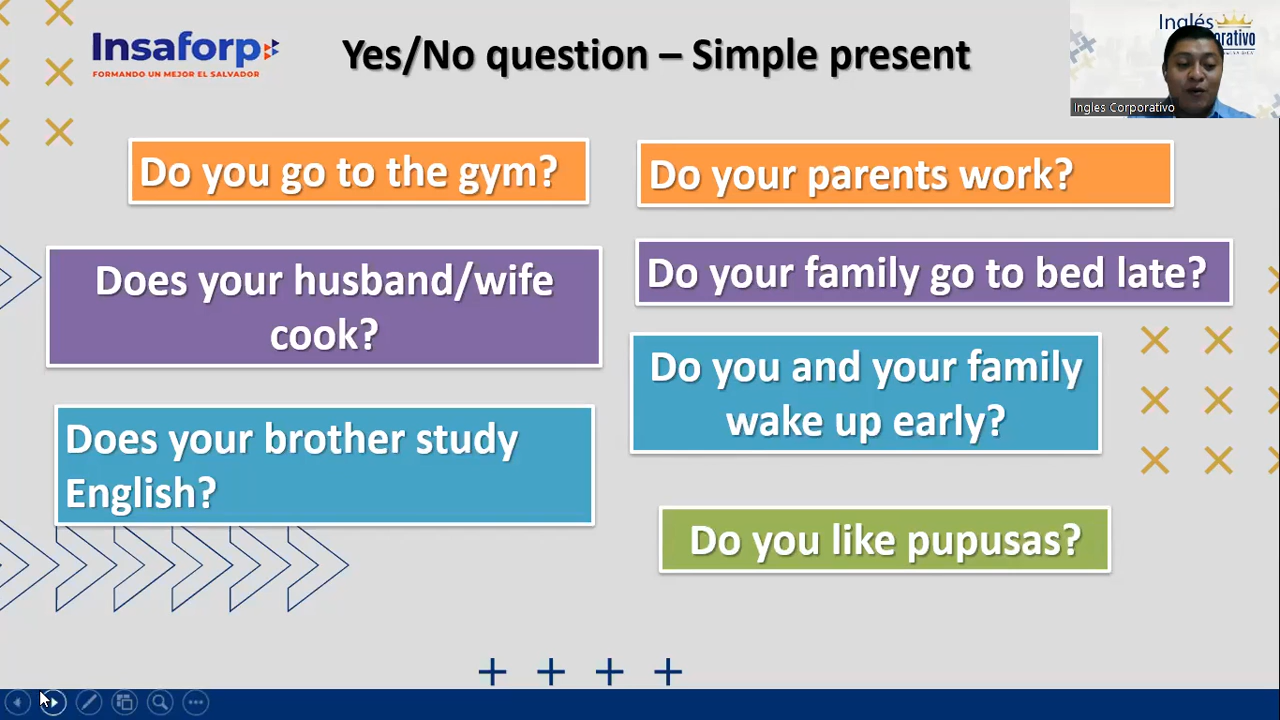 Insaforp
FORMANDO UN MEJOR EL SALVADOR
Yes/No question – Simple present
Inglés
Ingles Corporativo
Do you go to the gym?
Do your parents work?
Does your husband/wife
cook?
Do your family go to bed late?
Do you and your family
wake up early?
Does your brother study
English?
Do you like pupusas?